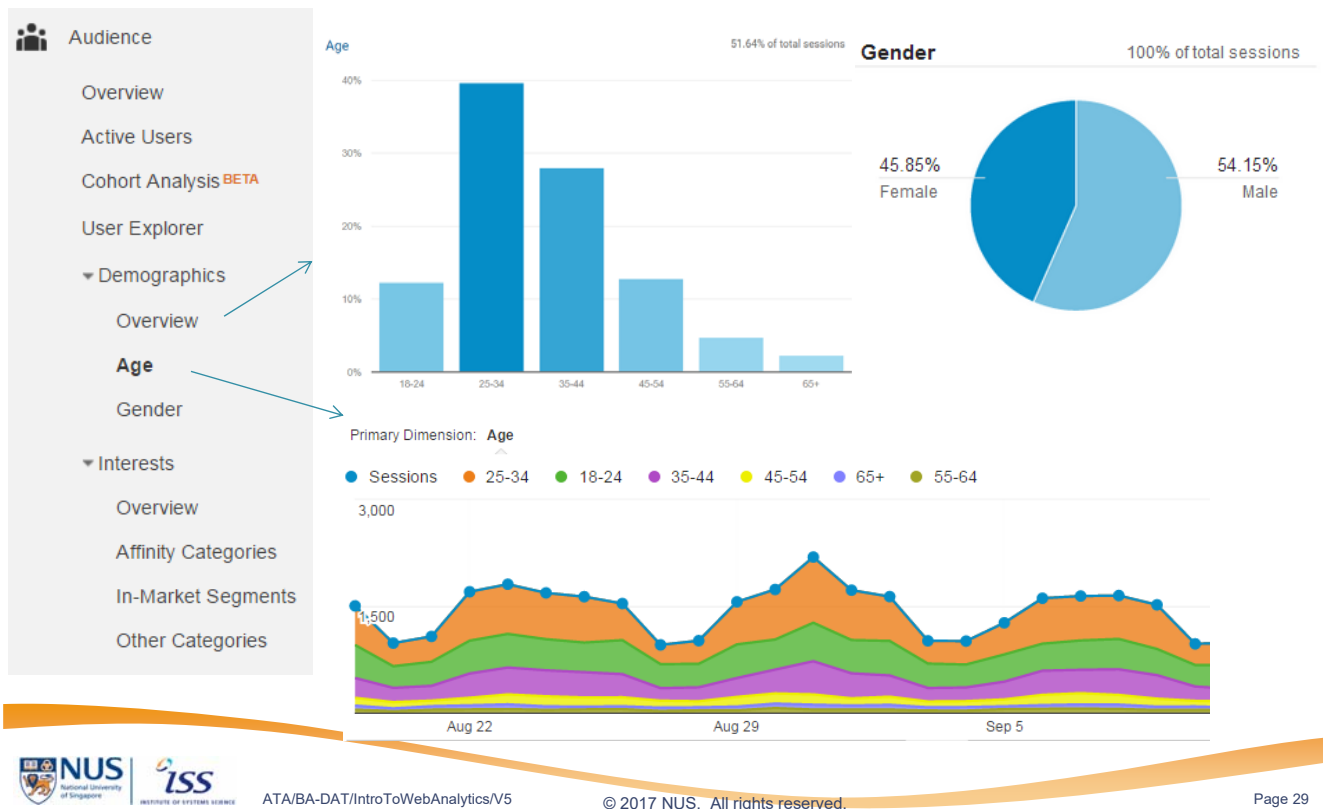 Audience
Overview
Active Users
Cohort Analysis BETA
User Explorer
Demographics
Overview
Age
Gender
Interests
Overview
Affinity Categories
In-Market Segments
Other Categories
Age
51.64% of total sessions
40%
30%
20%
10%
0%
18-24 25-34 35-44 45-54 55-64 65+
Gender
100% of total sessions
45.85%
Female
54.15%
Male
Primary Dimension: Age
Sessions 25-34 18-24 35-44 45-54 65+ 55-64
3,000
1,500
Aug 22 Aug 29 Sep 5
NUS
National University
of Singapore
ISS
INSTITUTE OF SYSTEMS SCIENCE
ATA/BA-DAT/IntroToWebAnalytics/V5
© 2017 NUS. All rights reserved.
Page 29